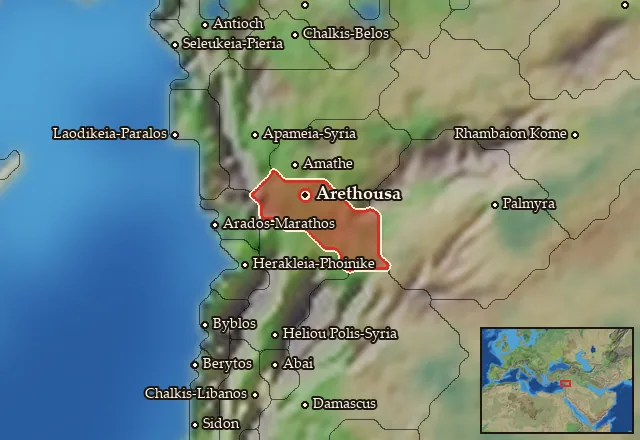 Antioch
Chalkis-Belos
Seleukeia-Pieria
Laodikeia-Paralos
Apameia-Syria
Rhambaion Kome
Amathe
Arethousa
Palmyra
Arados-Marathos
Herakleia-Phoinike
Byblos
Heliou Polis-Syria
Berytos
Abai
Chalkis-Libanos
Damascus
Sidon